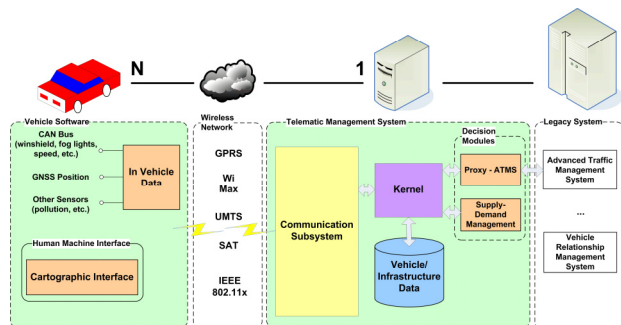 N
1
Vehicle Software
Wireless
Network
Telematic Management System
Legacy System
CAN Bus
(winshield, fog lights,
speed, etc.)
GNSS Position
Other Sensors
(pollution, etc.)
In Vehicle
Data
Human Machine Interface
Cartographic Interface
GPRS
Wi
Max
UMTS
SAT
IEEE
802.11x
Communication
Subsystem
Kernel
Vehicle/
Infrastructure
Data
Decision
Modules
Proxy - ATMS
Supply-
Demand
Management
Advanced Traffic
Management
System
...
Vehicle
Relationship
Management
System